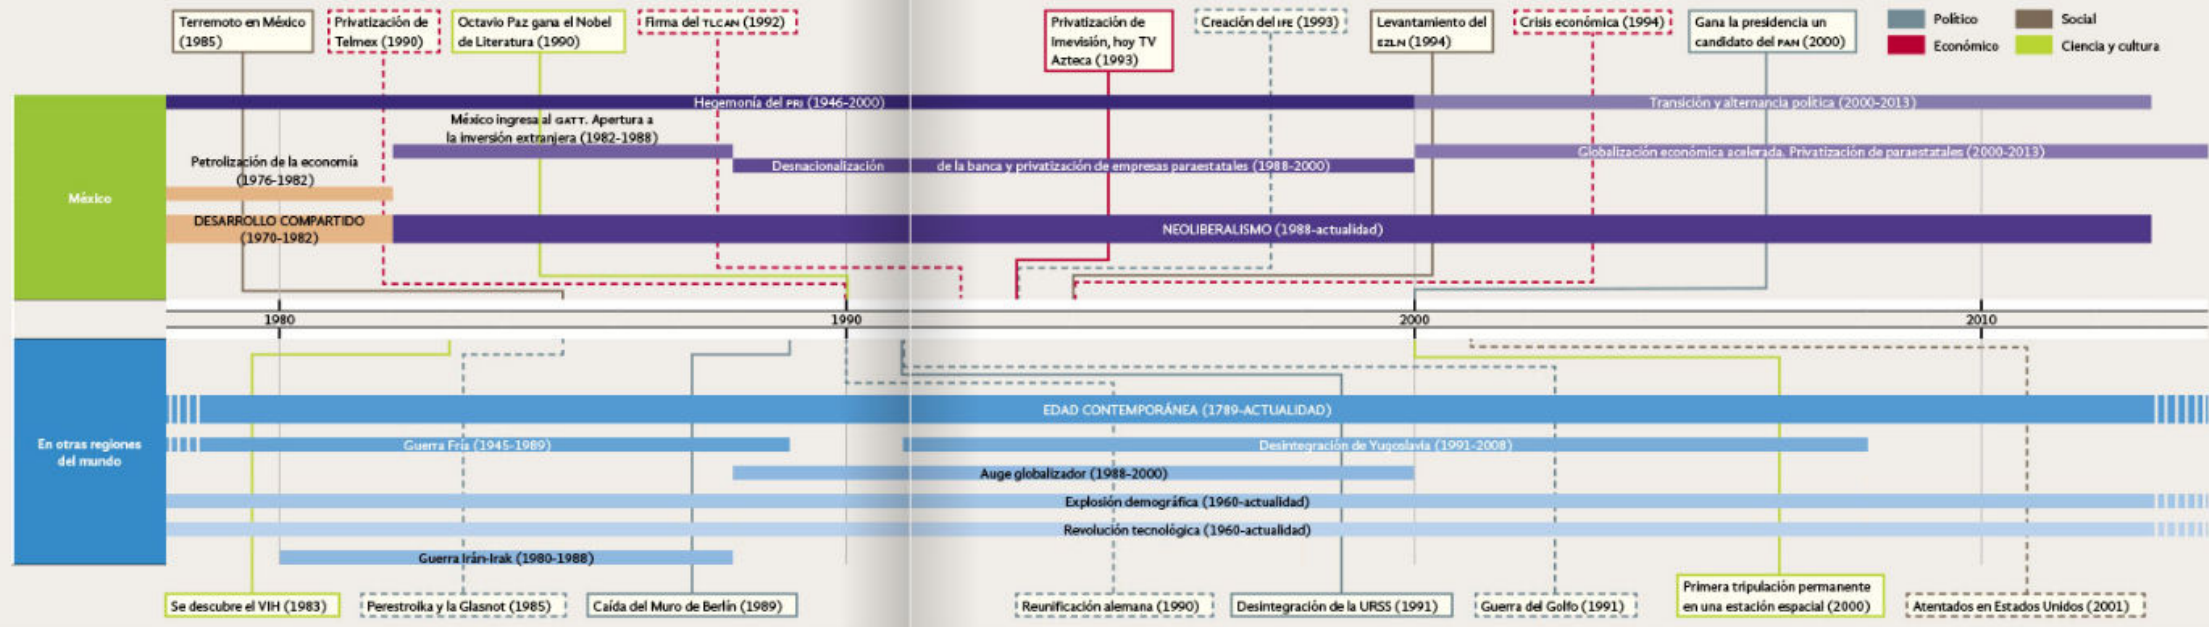 Terremoto en México
(1985)
Privatización de
Telmex (1990)
Octavio Paz gana el Nobel
de Literatura (1990)
Firma del TLCAN (1992)
Privatización de
Imevisión, hoy TV
Azteca (1993)
Creación del IFE (1993)
Levantamiento del
EZLN (1994)
Crisis económica (1994)
Gana la presidencia un
candidato del PAN (2000)
Político
Social
Económico
Ciencia y cultura
México
Hegemonía del PRI (1946-2000)
Transición y alternancia política (2000-2013)
México ingresa al GATT. Apertura a
la inversión extranjera (1982-1988)
Petrolización de la economía
(1976-1982)
Desnacionalización de la banca y privatización de empresas paraestatales (1988-2000)
Globalización económica acelerada. Privatización de paraestatales (2000-2013)
DESARROLLO COMPARTIDO
(1970-1982)
NEOLIBERALISMO (1988-actualidad)
1980
1990
2000
2010
En otras regiones
del mundo
EDAD CONTEMPORÁNEA (1789-ACTUALIDAD)
Guerra Fría (1945-1989)
Desintegración de Yugoslavia (1991-2008)
Auge globalizador (1988-2000)
Explosión demográfica (1960-actualidad)
Revolución tecnológica (1960-actualidad)
Guerra Irán-Irak (1980-1988)
Se descubre el VIH (1983)
Perestroika y la Glasnot (1985)
Caída del Muro de Berlín (1989)
Reunificación alemana (1990)
Desintegración de la URSS (1991)
Guerra del Golfo (1991)
Primera tripulación permanente
en una estación espacial (2000)
Atentados en Estados Unidos (2001)